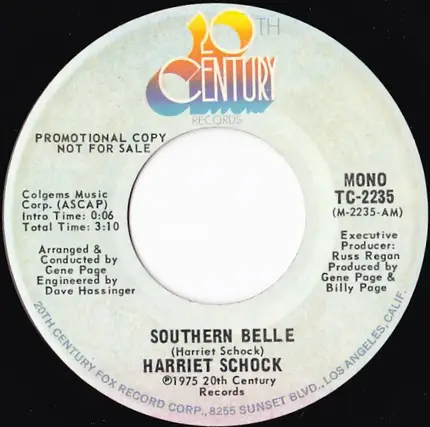 20TH
CENTURY
RECORDS
PROMOTIONAL COPY
NOT FOR SALE
Colgems Music
Corp. (ASCAP)
Intro Time: 0:06
Total Time: 3:10
Arranged &
Conducted by
Gene Page
Engineered by
Dave Hassinger
MONO
TC-2235
(M-2235-AM)
Executive
Producer:
Russ Regan
Produced by
Gene Page &
Billy Page
SOUTHERN BELLE
(Harriet Schock)
HARRIET SCHOCK
℗1975 20th Century
Records
20TH CENTURY FOX RECORD CORP., 8255 SUNSET BLVD., LOS ANGELES, CALIF.